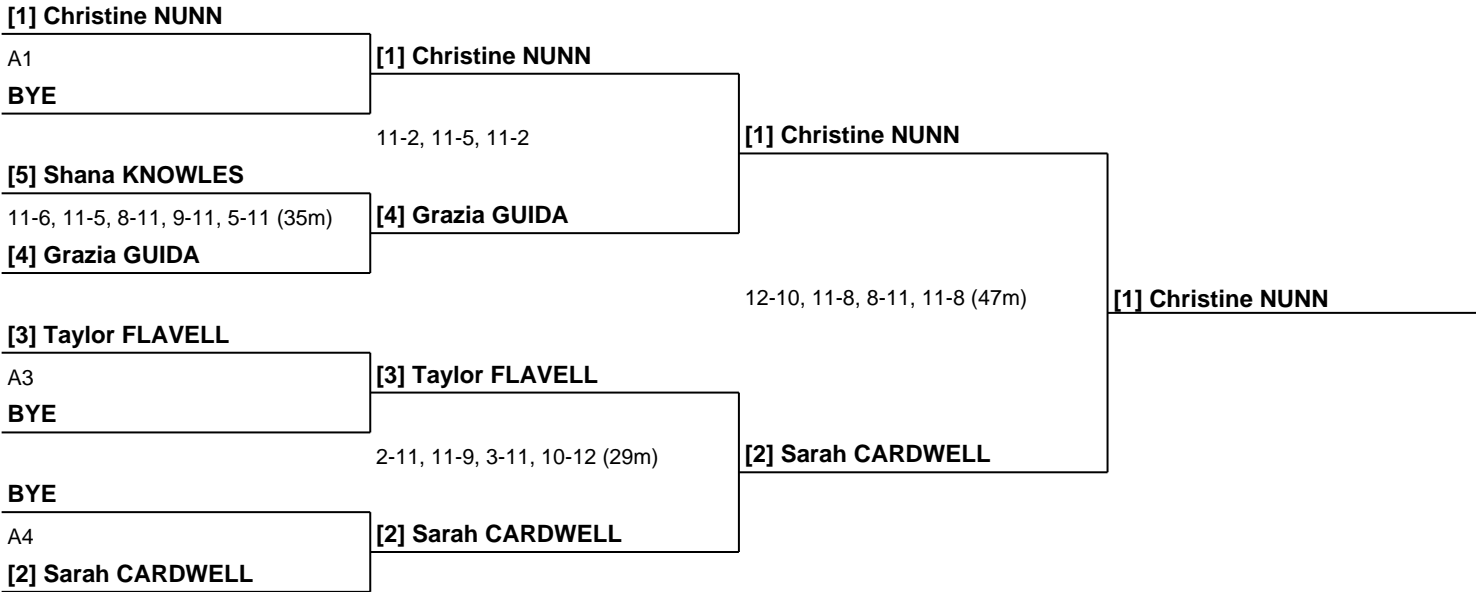 [1] Christine NUNN
A1
BYE
[5] Shana KNOWLES
11-6, 11-5, 8-11, 9-11, 5-11 (35m)
[4] Grazia GUIDA
[3] Taylor FLAVELL
A3
BYE
BYE
A4
[2] Sarah CARDWELL
[1] Christine NUNN
11-2, 11-5, 11-2
[4] Grazia GUIDA
[3] Taylor FLAVELL
2-11, 11-9, 3-11, 10-12 (29m)
[2] Sarah CARDWELL
[1] Christine NUNN
12-10, 11-8, 8-11, 11-8 (47m)
[2] Sarah CARDWELL
[1] Christine NUNN